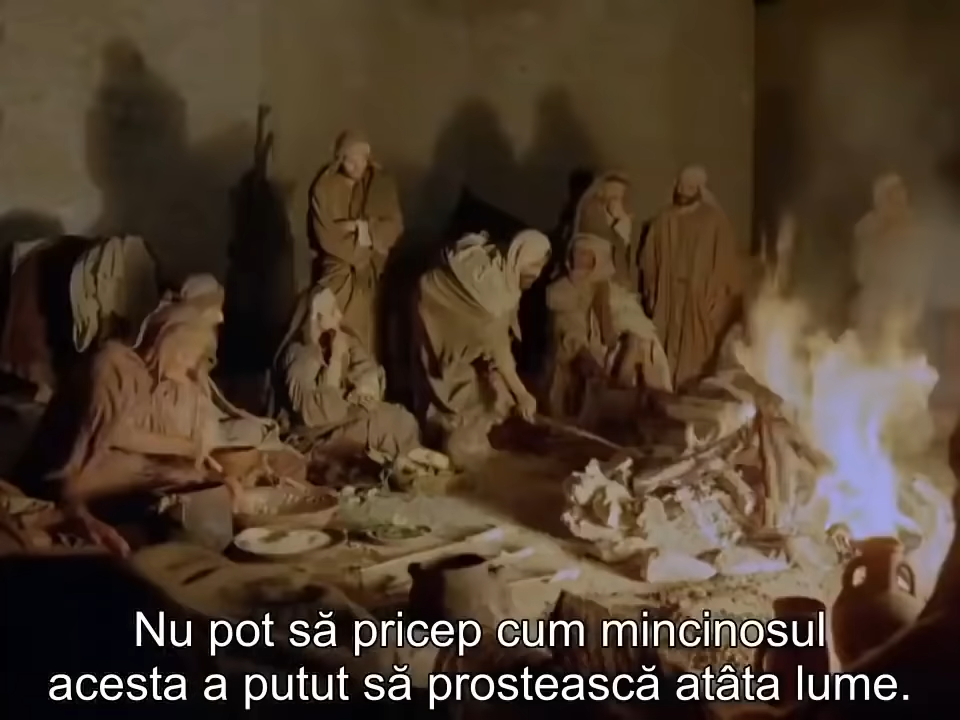 Nu pot să pricep cum mincinosul
acesta a putut să prostească atâta lume.